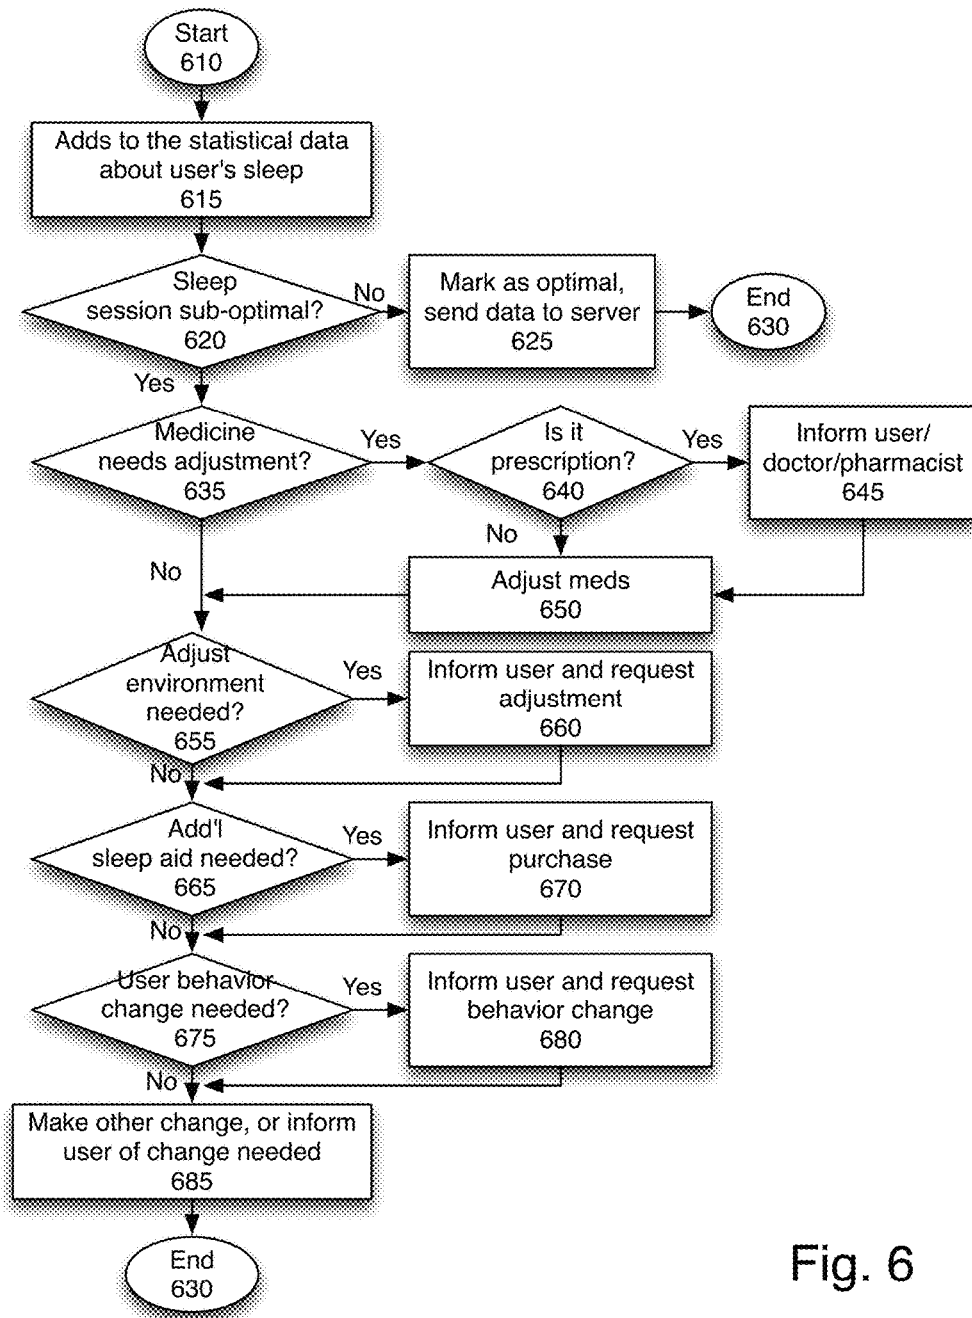 Start
610
Adds to the statistical data
about user's sleep
615
Sleep
session sub-optimal?
620
No
Mark as optimal,
send data to server
625
End
630
Yes
Medicine
needs adjustment?
635
Yes
Is it
prescription?
640
Yes
Inform user/
doctor/pharmacist
645
No
No
Adjust meds
650
Adjust
environment
needed?
655
Yes
Inform user and request
adjustment
660
No
Add'l
sleep aid needed?
665
Yes
Inform user and request
purchase
670
No
User behavior
change needed?
675
Yes
Inform user and request
behavior change
680
No
Make other change, or inform
user of change needed
685
End
630
Fig. 6